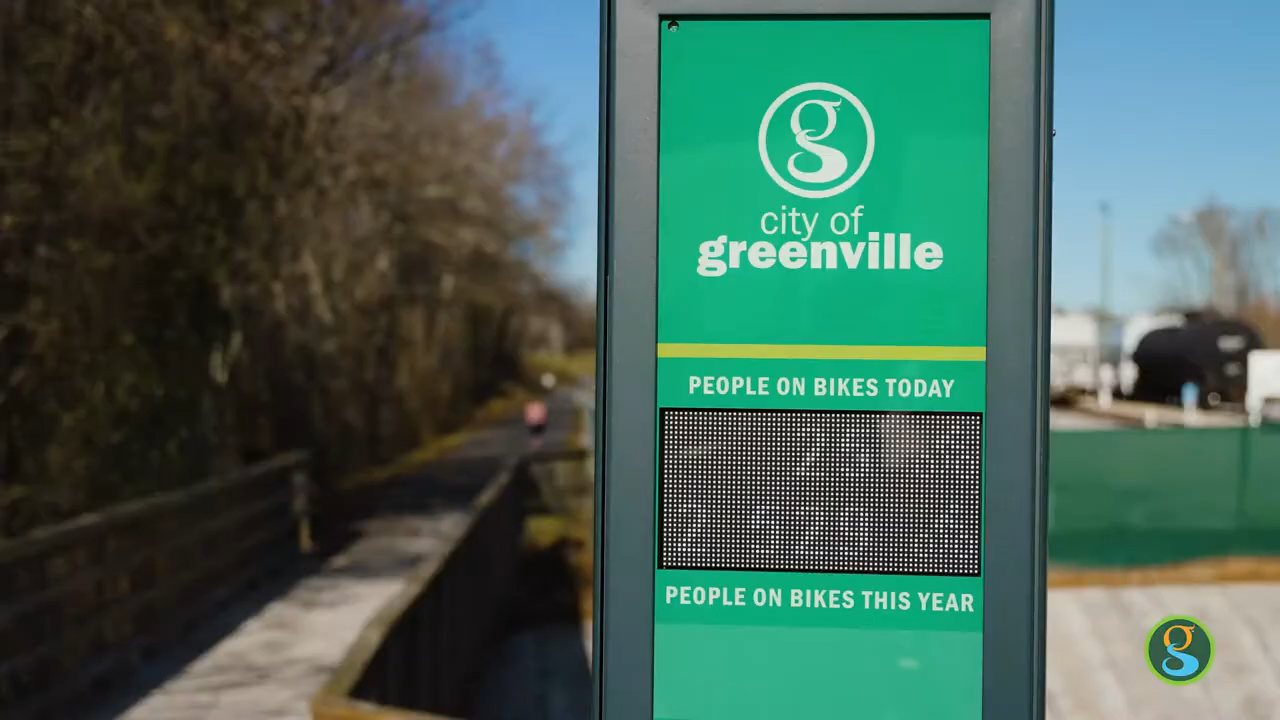 g
city of
greenville
PEOPLE ON BIKES TODAY
PEOPLE ON BIKES THIS YEAR
g